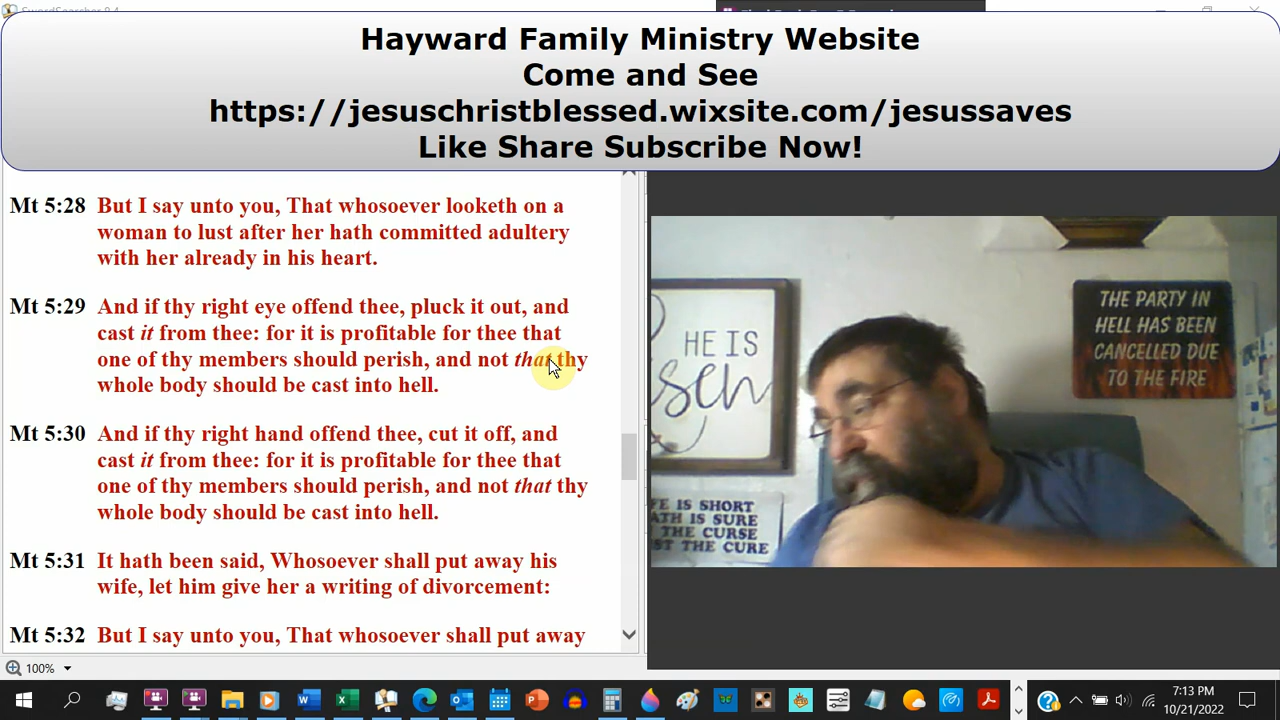 SwordSearcher 8.4
Hayward Family Ministry Website
Come and See
https://jesuschristblessed.wixsite.com/jesussaves
Like Share Subscribe Now!
Mt 5:28 But I say unto you, That whosoever looketh on a
woman to lust after her hath committed adultery
with her already in his heart.
Mt 5:29 And if thy right eye offend thee, pluck it out, and
cast it from thee: for it is profitable for thee that
one of thy members should perish, and not that thy
whole body should be cast into hell.
Mt 5:30 And if thy right hand offend thee, cut it off, and
cast it from thee: for it is profitable for thee that
one of thy members should perish, and not that thy
whole body should be cast into hell.
Mt 5:31 It hath been said, Whosoever shall put away his
wife, let him give her a writing of divorcement:
Mt 5:32 But I say unto you, That whosoever shall put away
HE IS
THE PARTY IN
HELL HAS BEEN
CANCELLED DUE
TO THE FIRE
IS SHORT
IS SURE
THE CURSE
THE CURE
100%
7:13 PM
10/21/2022